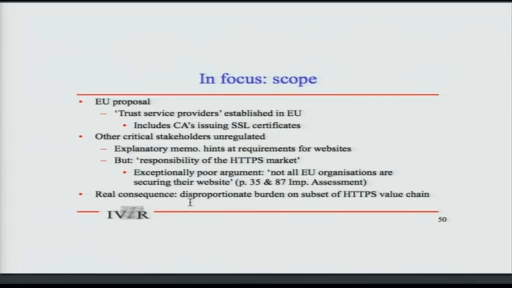 In focus: scope
• EU proposal
– ‘Trust service providers’ established in EU
• Includes CA's issuing SSL certificates
• Other critical stakeholders unregulated
– Explanatory memo. hints at requirements for websites
– But: ‘responsibility of the HTTPS market’
• Exceptionally poor argument: ‘not all EU organisations are
securing their website’ (p. 35 & 87 Imp. Assessment)
• Real consequence: disproportionate burden on subset of HTTPS value chain
IViR
50